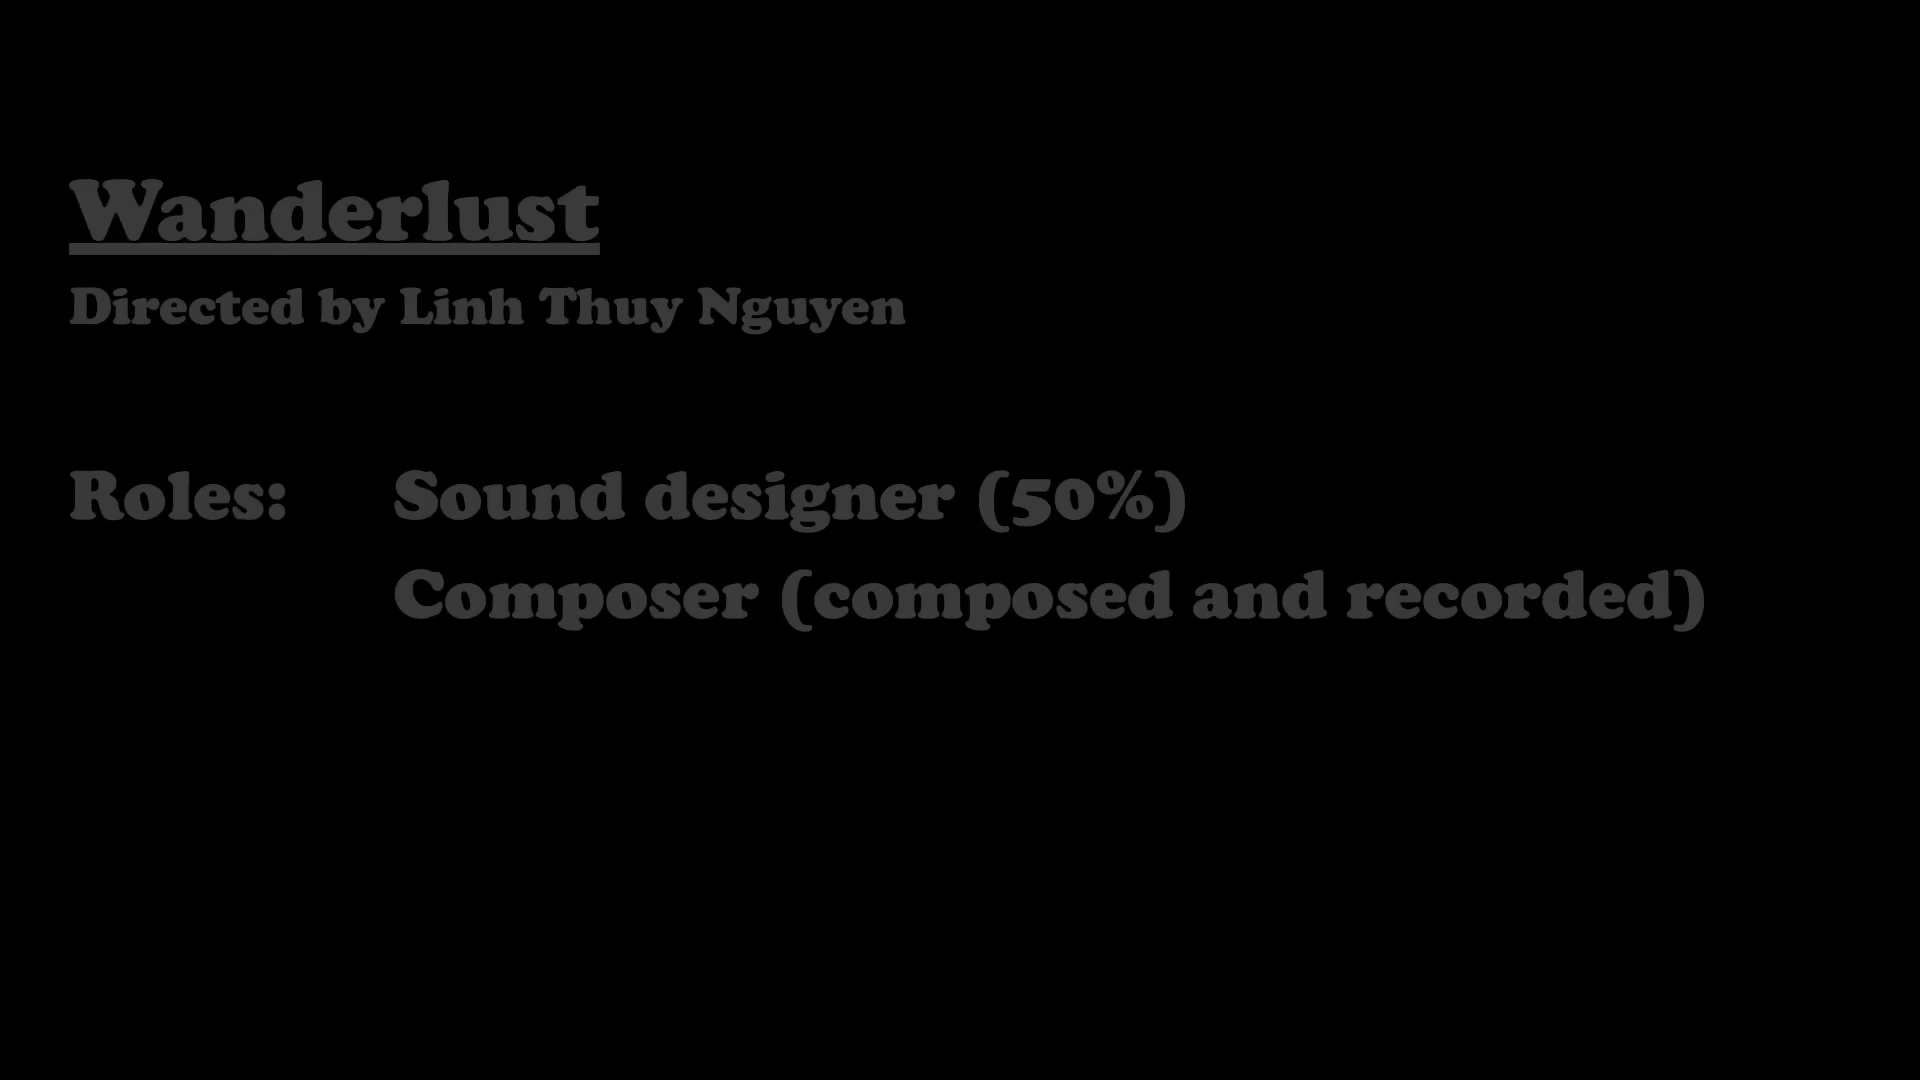 Wanderlust
Directed by Linh Thuy Nguyen
Roles: Sound designer (50%)
Composer (composed and recorded)